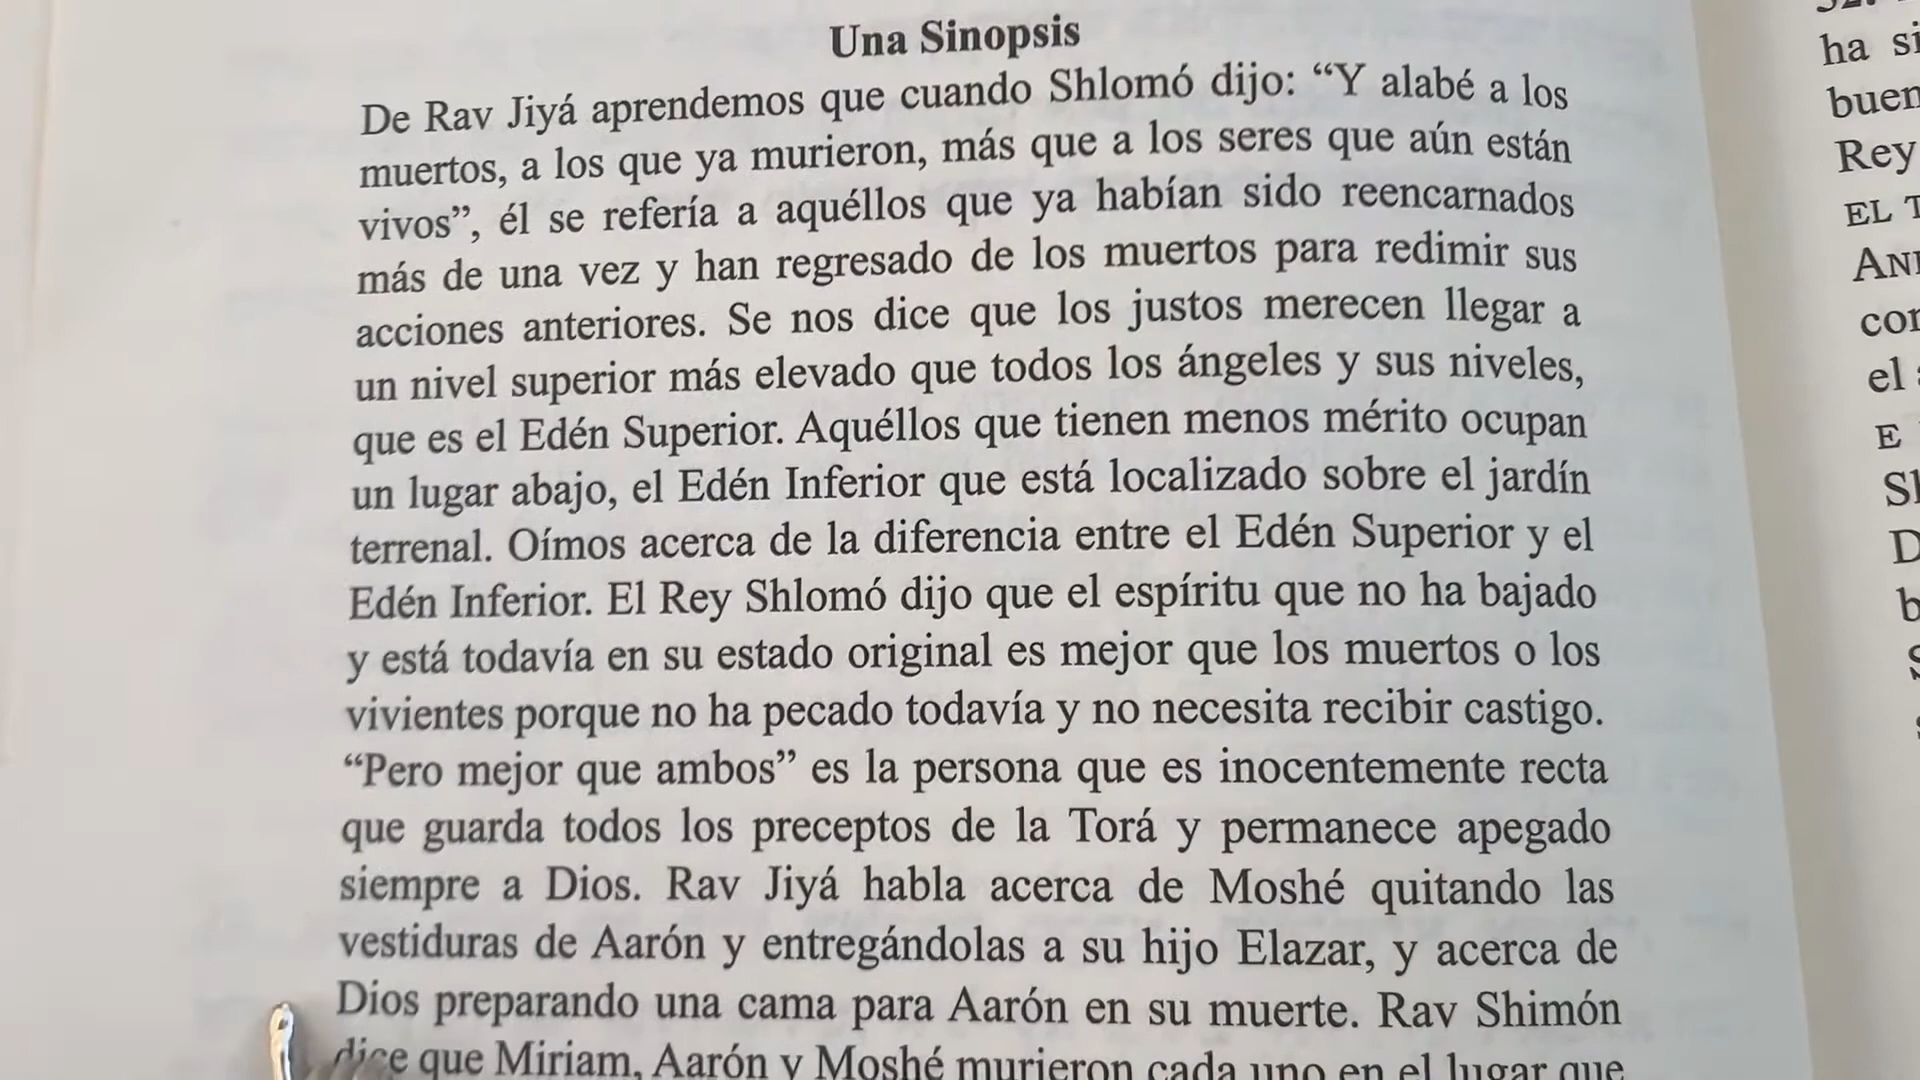 Una Sinopsis
De Rav Jiyá aprendemos que cuando Shlomó dijo: “Y alabé a los
muertos, a los que ya murieron, más que a los seres que aún están
vivos”, él se refería a aquéllos que ya habían sido reencarnados
más de una vez y han regresado de los muertos para redimir sus
acciones anteriores. Se nos dice que los justos merecen llegar a
un nivel superior más elevado que todos los ángeles y sus niveles,
que es el Edén Superior. Aquéllos que tienen menos mérito ocupan
un lugar abajo, el Edén Inferior que está localizado sobre el jardín
terrenal. Oímos acerca de la diferencia entre el Edén Superior y el
Edén Inferior. El Rey Shlomó dijo que el espíritu que no ha bajado
y está todavía en su estado original es mejor que los muertos o los
vivientes porque no ha pecado todavía y no necesita recibir castigo.
“Pero mejor que ambos” es la persona que es inocentemente recta
que guarda todos los preceptos de la Torá y permanece apegado
siempre a Dios. Rav Jiyá habla acerca de Moshé quitando las
vestiduras de Aarón y entregándolas a su hijo Elazar, y acerca de
Dios preparando una cama para Aarón en su muerte. Rav Shimón
dice que Miriam, Aarón y Moshé murieron cada uno en el lugar que
ha
Rey
EL
el
E